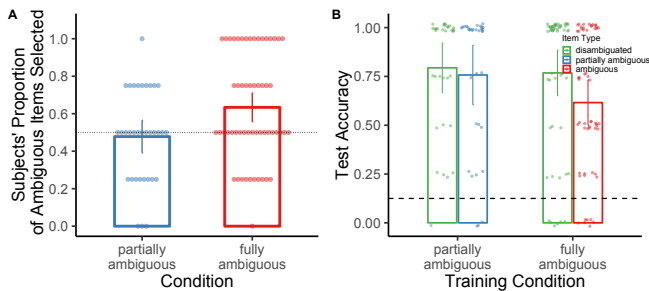 A
Subjects' Proportion
of Ambiguous Items Selected
1.0
0.8
0.6
0.4
0.2
0.0
partially
ambiguous
fully
ambiguous
Condition
B
Test Accuracy
1.00
0.75
0.50
0.25
0.00
Item Type
disambiguated
partially ambiguous
ambiguous
partially
ambiguous
fully
ambiguous
Training Condition